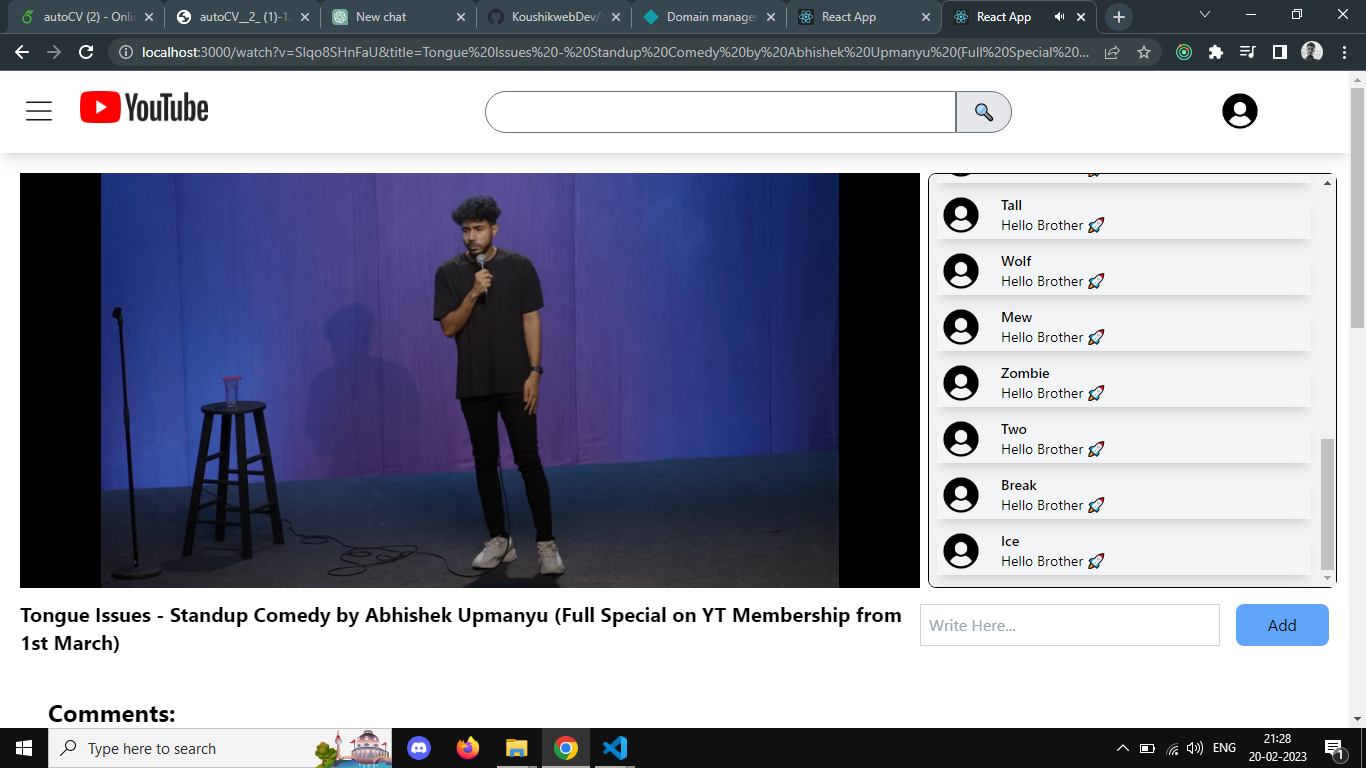 autoCV (2) - Onli
autoCV__2_ (1)-1.
New chat
KoushikwebDev/
Domain manage
React App
React App
localhost:3000/watch?v=SIqo8SHnFaU&title=Tongue%20Issues%20-%20Standup%20Comedy%20by%20Abhishek%20Upmanyu%20(Full%20Special%20...
YouTube
Tall
Hello Brother 🚀
Wolf
Hello Brother 🚀
Mew
Hello Brother 🚀
Zombie
Hello Brother 🚀
Two
Hello Brother 🚀
Break
Hello Brother 🚀
Ice
Hello Brother 🚀
Tongue Issues - Standup Comedy by Abhishek Upmanyu (Full Special on YT Membership from
1st March)
Write Here...
Add
Comments:
Type here to search
ENG
21:28
20-02-2023
1